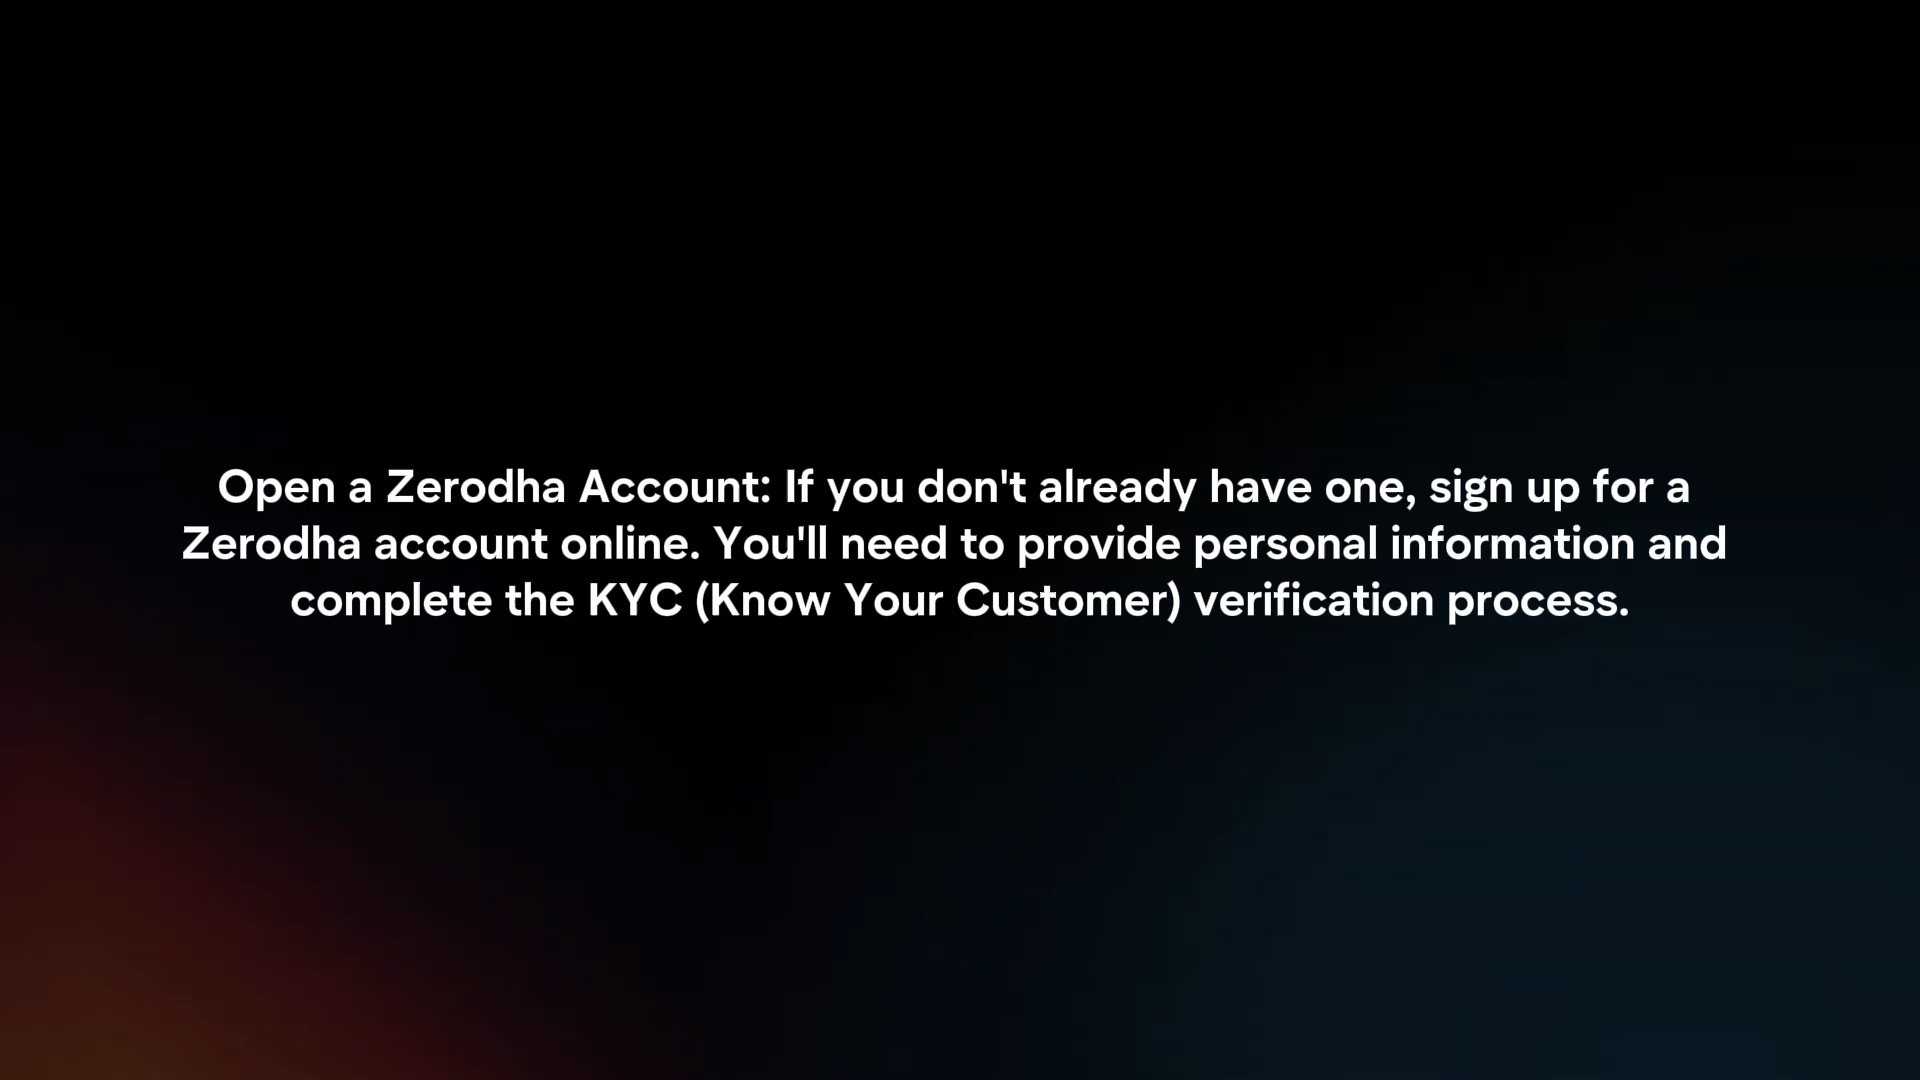 Open a Zerodha Account: If you don't already have one, sign up for a
Zerodha account online. You'll need to provide personal information and
complete the KYC (Know Your Customer) verification process.